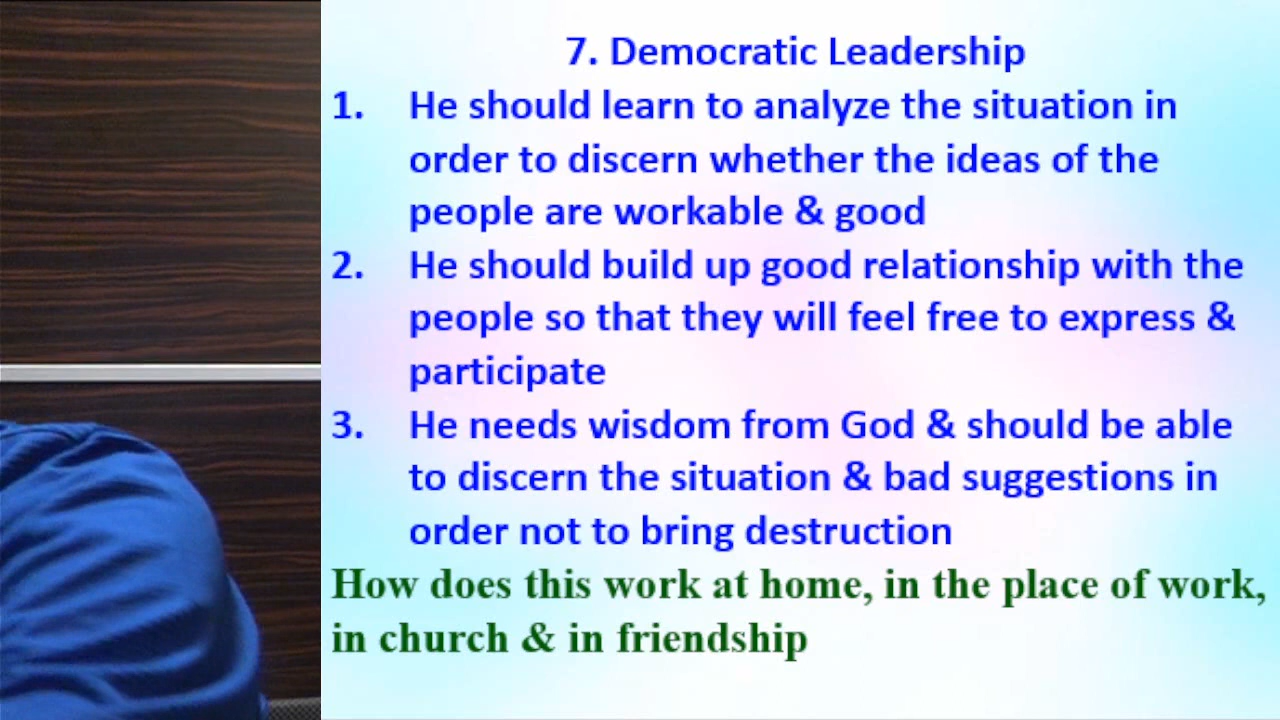 7. Democratic Leadership
1. He should learn to analyze the situation in
order to discern whether the ideas of the
people are workable & good
2. He should build up good relationship with the
people so that they will feel free to express &
participate
3. He needs wisdom from God & should be able
to discern the situation & bad suggestions in
order not to bring destruction
How does this work at home, in the place of work,
in church & in friendship